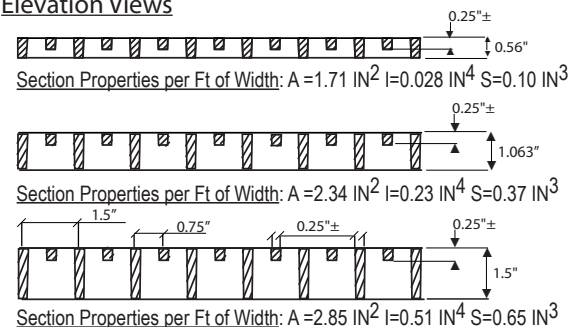 Elevation Views
0.25"±
0.56"
Section Properties per Ft of Width: A =1.71 IN2 I=0.028 IN4 S=0.10 IN3
0.25"±
1.063"
Section Properties per Ft of Width: A =2.34 IN2 I=0.23 IN4 S=0.37 IN3
1.5" 0.75" 0.25"± 0.25"±
1.5"
Section Properties per Ft of Width: A =2.85 IN2 I=0.51 IN4 S=0.65 IN3